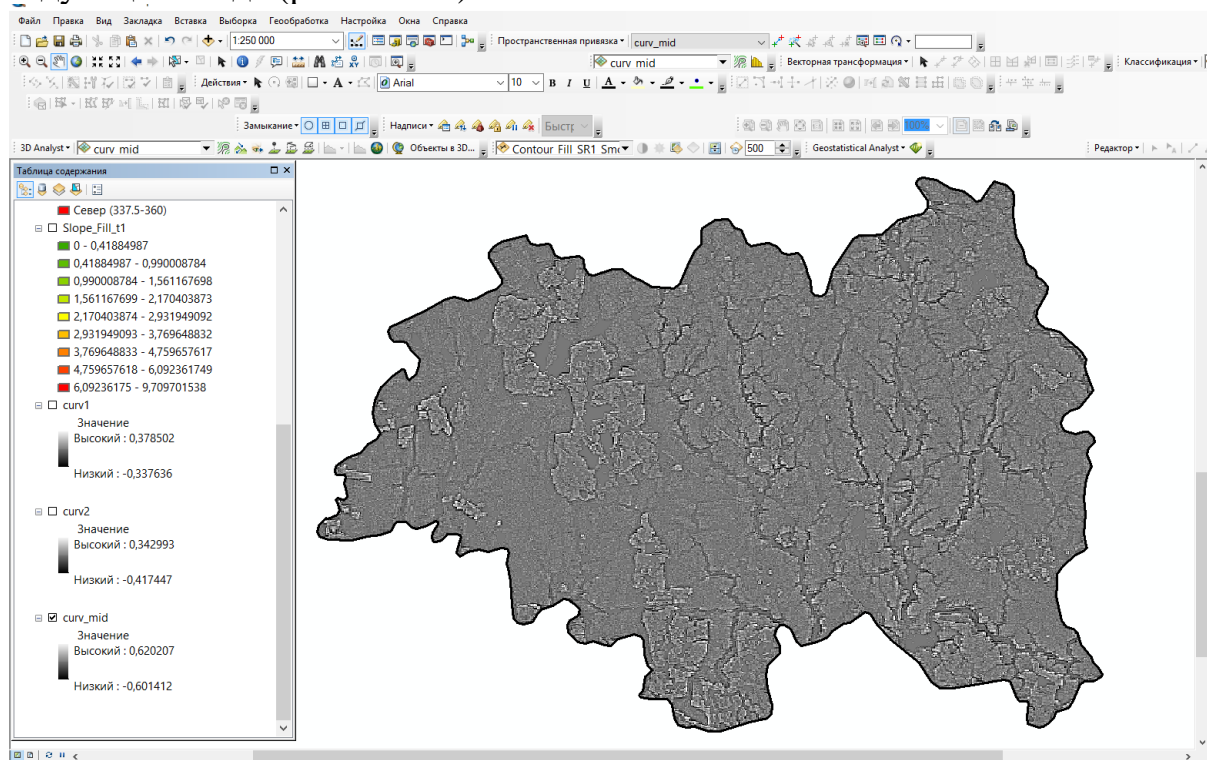 Файл Правка Вид Закладка Вставка Выборка Геообработка Настройка Окна Справка
1:250 000 Пространственная привязка curv_mid
curv mid Векторная трансформация Классификация
Действия A Arial 10 B I U A
Замыкание Надписи Быстр 100%
3D Analyst curv mid Объекты в 3D... Contour Fill SR1 Smo 500 Geostatistical Analyst Редактор
Таблица содержания
Север (337.5-360)
Slope_Fill_t1
0 - 0,41884987
0,41884987 - 0,990008784
0,990008784 - 1,561167698
1,561167699 - 2,170403873
2,170403874 - 2,931949092
2,931949093 - 3,769648832
3,769648833 - 4,759657617
4,759657618 - 6,092361749
6,09236175 - 9,709701538
curv1
Значение
Высокий : 0,378502
Низкий : -0,337636
curv2
Значение
Высокий : 0,342993
Низкий : -0,417447
curv_mid
Значение
Высокий : 0,620207
Низкий : -0,601412